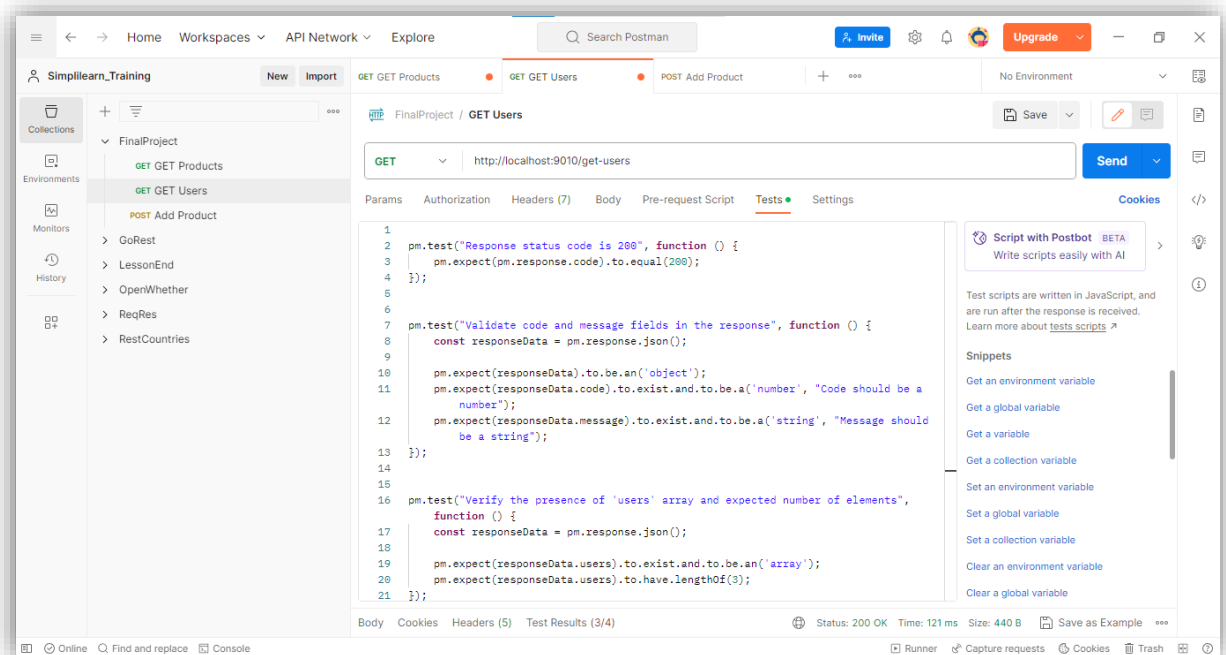 Home Workspaces API Network Explore Search Postman Invite Upgrade
Simplilearn_Training New Import GET GET Products GET GET Users POST Add Product No Environment
Collections
Environments
Monitors
History
FinalProject
GET GET Products
GET GET Users
POST Add Product
GoRest
LessonEnd
OpenWhether
ReqRes
RestCountries
HTTP FinalProject / GET Users Save
GET http://localhost:9010/get-users Send
Params Authorization Headers (7) Body Pre-request Script Tests Settings Cookies
1
2 pm.test("Response status code is 200", function () {
3 pm.expect(pm.response.code).to.equal(200);
4 });
5
6
7 pm.test("Validate code and message fields in the response", function () {
8 const responseData = pm.response.json();
9
10 pm.expect(responseData).to.be.an('object');
11 pm.expect(responseData.code).to.exist.and.to.be.a('number', "Code should be a
number");
12 pm.expect(responseData.message).to.exist.and.to.be.a('string', "Message should
be a string");
13 });
14
15
16 pm.test("Verify the presence of 'users' array and expected number of elements",
function () {
17 const responseData = pm.response.json();
18
19 pm.expect(responseData.users).to.exist.and.to.be.an('array');
20 pm.expect(responseData.users).to.have.lengthOf(3);
21 });
Script with Postbot BETA
Write scripts easily with AI
Test scripts are written in JavaScript, and
are run after the response is received.
Learn more about tests scripts
Snippets
Get an environment variable
Get a global variable
Get a variable
Get a collection variable
Set an environment variable
Set a global variable
Set a collection variable
Clear an environment variable
Clear a global variable
Body Cookies Headers (5) Test Results (3/4) Status: 200 OK Time: 121 ms Size: 440 B Save as Example
Online Find and replace Console Runner Capture requests Cookies Trash